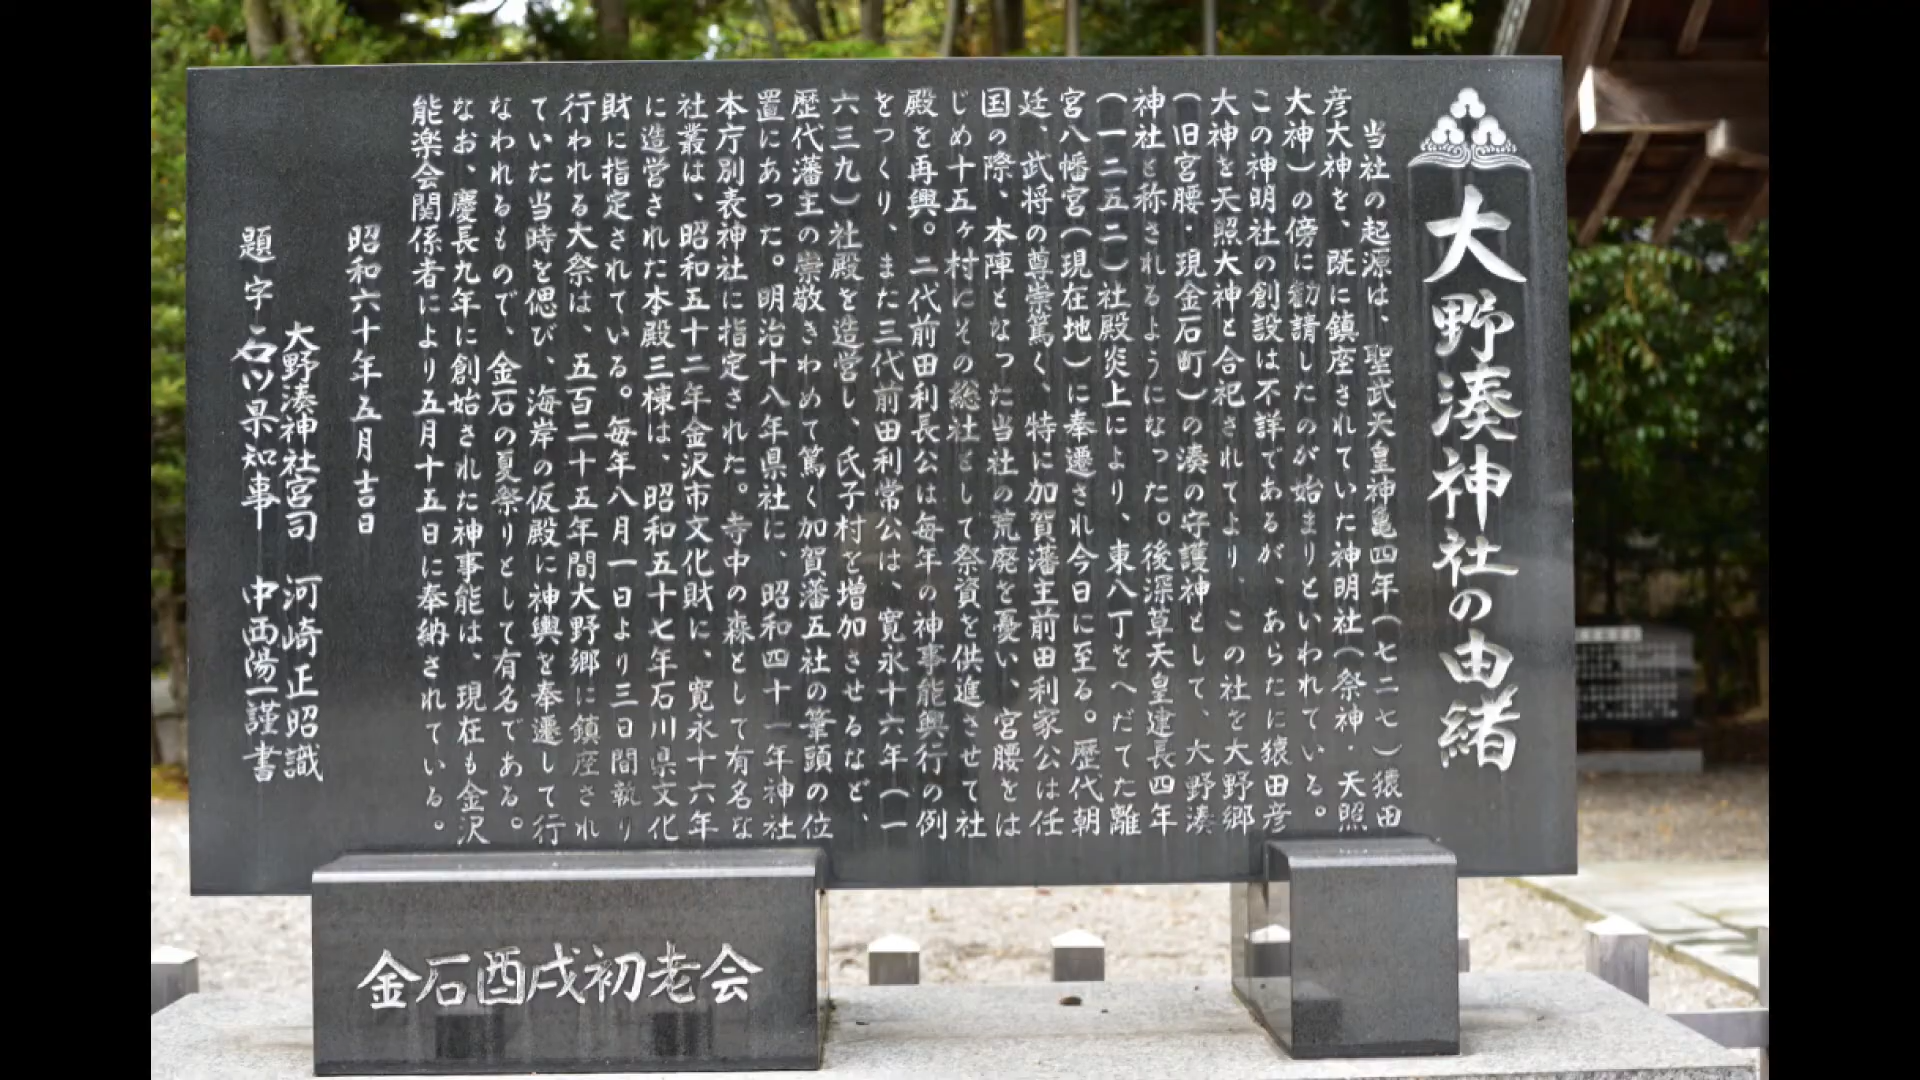 大野湊神社の由緒
当社の起源は、聖武天皇神亀四年（七二七）猿田
彦大神を、既に鎮座されていた神明社（祭神・天照
大神）の傍に勧請したのが始まりといわれている。
この神明社の創設は不詳であるが、あらたに猿田彦
大神を天照大神と合祀されてより、この社を大野郷
（旧宮腰・現金石町）の湊の守護神として、大野湊
神社と称されるようになった。後深草天皇建長四年
（一二五二）社殿炎上により、東八丁をへだてた離
宮八幡宮（現在地）に奉遷され今日に至る。歴代朝
廷、武将の尊崇篤く、特に加賀藩主前田利家公は任
国の際、本陣となった当社の荒廃を憂い、宮腰をは
じめ十五ヶ村にその総社として祭資を供進させて社
殿を再興。二代前田利長公は毎年の神事能興行の例
をつくり、また三代前田利常公は、寛永十六年（一
六三九）社殿を造営し、氏子村を増加させるなど、
歴代藩主の崇敬きわめて篤く加賀藩五社の筆頭の位
置にあった。明治十八年県社に、昭和四十一年神社
本庁別表神社に指定された。寺中の森として有名な
社叢は、昭和五十二年金沢市文化財に、寛永十六年
に造営された本殿三棟は、昭和五十七年石川県文化
財に指定されている。毎年八月一日より三日間執り
行われる大祭は、五百二十五年間大野郷に鎮座され
ていた当時を偲び、海岸の仮殿に神輿を奉遷して行
なわれるもので、金石の夏祭りとして有名である。
なお、慶長九年に創始された神事能は、現在も金沢
能楽会関係者により五月十五日に奉納されている。
昭和六十年五月吉日
大野湊神社宮司 河崎正昭識
題字 石川県知事 中西陽一謹書
金石酉戌初老会